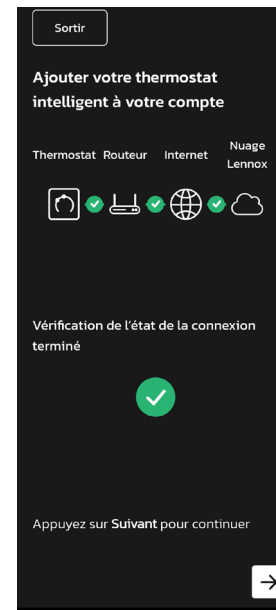 Sortir
Ajouter votre thermostat
intelligent à votre compte
Thermostat Routeur Internet Nuage
Lennox
Vérification de l'état de la connexion
terminé
Appuyez sur Suivant pour continuer